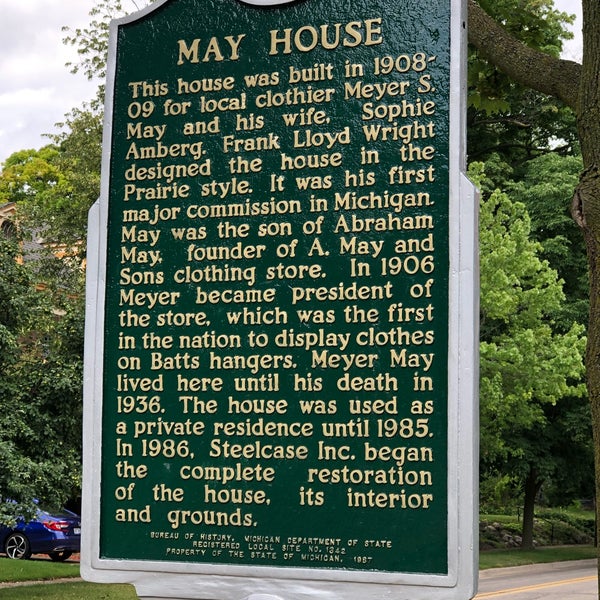 MAY HOUSE
This house was built in 1908-
09 for local clothier Meyer S.
May and his wife, Sophie
Amberg. Frank Lloyd Wright
designed the house in the
Prairie style. It was his first
major commission in Michigan.
May was the son of Abraham
May, founder of A. May and
Sons clothing store. In 1906
Meyer became president of
the store, which was the first
in the nation to display clothes
on Batts hangers. Meyer May
lived here until his death in
1936. The house was used as
a private residence until 1985.
In 1986, Steelcase Inc. began
the complete restoration
of the house, its interior
and grounds.
BUREAU OF HISTORY, MICHIGAN DEPARTMENT OF STATE
REGISTERED LOCAL SITE NO. 1342
PROPERTY OF THE STATE OF MICHIGAN, 1987